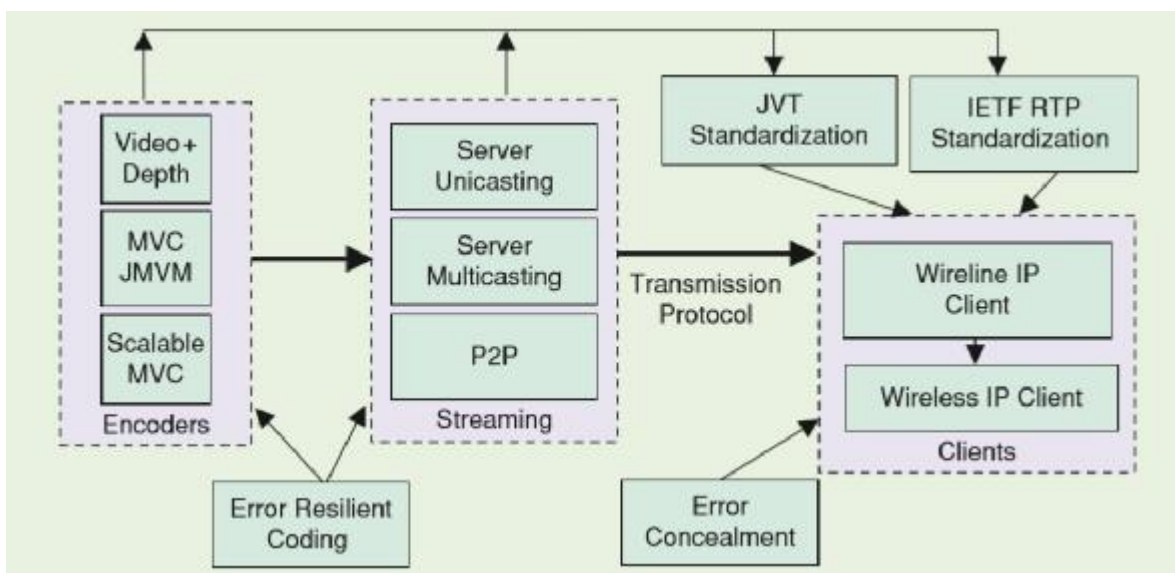 JVT
Standardization
IETF RTP
Standardization
Video +
Depth
MVC
JMVM
Scalable
MVC
Encoders
Server
Unicasting
Server
Multicasting
P2P
Streaming
Transmission
Protocol
Wireline IP
Client
Wireless IP Client
Clients
Error Resilient
Coding
Error
Concealment